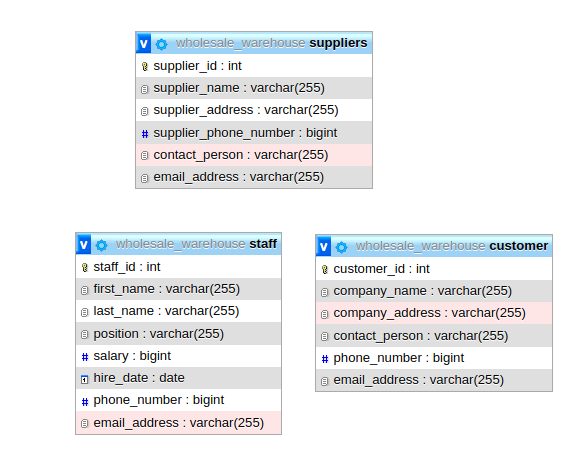 V wholesale_warehouse suppliers
supplier_id : int
supplier_name : varchar(255)
supplier_address : varchar(255)
# supplier_phone_number : bigint
contact_person : varchar(255)
email_address : varchar(255)
V wholesale_warehouse staff
staff_id : int
first_name : varchar(255)
last_name : varchar(255)
position : varchar(255)
# salary : bigint
hire_date : date
# phone_number : bigint
email_address : varchar(255)
V wholesale_warehouse customer
customer_id : int
company_name : varchar(255)
company_address : varchar(255)
contact_person : varchar(255)
# phone_number : bigint
email_address : varchar(255)